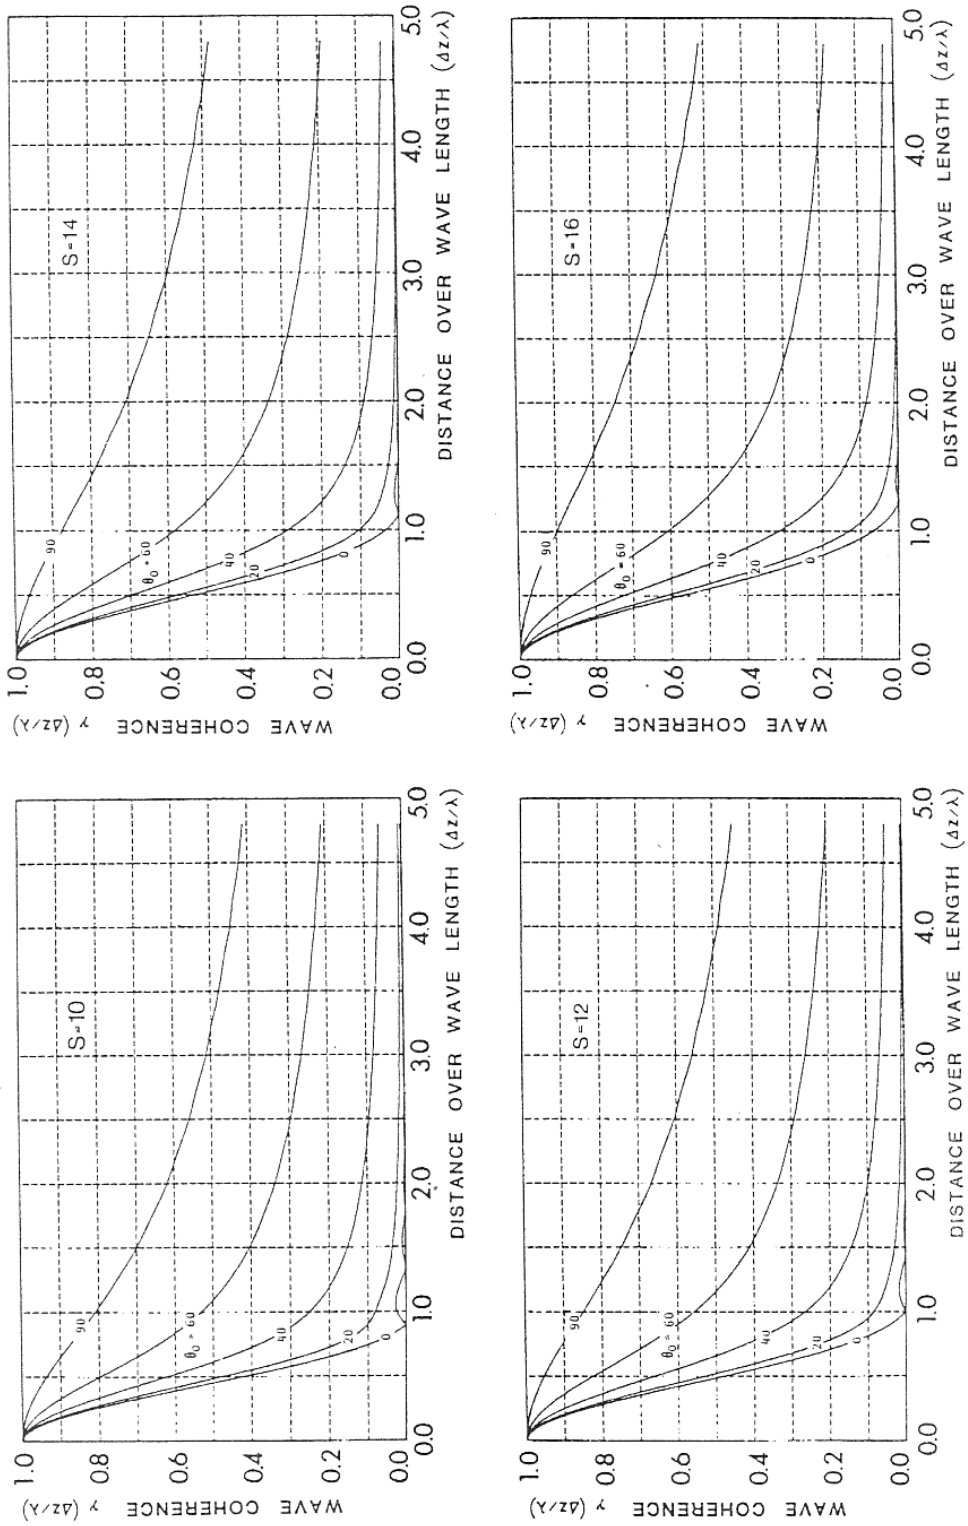 1.0
0.8
0.6
0.4
0.2
0.0
WAVE
COHERENCE γ (Δz/λ)
0.0 1.0 2.0 3.0 4.0 5.0
DISTANCE OVER WAVE LENGTH (Δz/λ)
S=10
90
θ₀ = 60
40
20
0
1.0
0.8
0.6
0.4
0.2
0.0
WAVE
COHERENCE γ (Δz/λ)
0.0 1.0 2.0 3.0 4.0 5.0
DISTANCE OVER WAVE LENGTH (Δz/λ)
S=14
90
θ₀ = 60
40
20
0
1.0
0.8
0.6
0.4
0.2
0.0
WAVE
COHERENCE γ (Δz/λ)
0.0 1.0 2.0 3.0 4.0 5.0
DISTANCE OVER WAVE LENGTH (Δz/λ)
S=12
90
θ₀ = 60
40
20
0
1.0
0.8
0.6
0.4
0.2
0.0
WAVE
COHERENCE γ (Δz/λ)
0.0 1.0 2.0 3.0 4.0 5.0
DISTANCE OVER WAVE LENGTH (Δz/λ)
S=16
90
θ₀ = 60
40
20
0